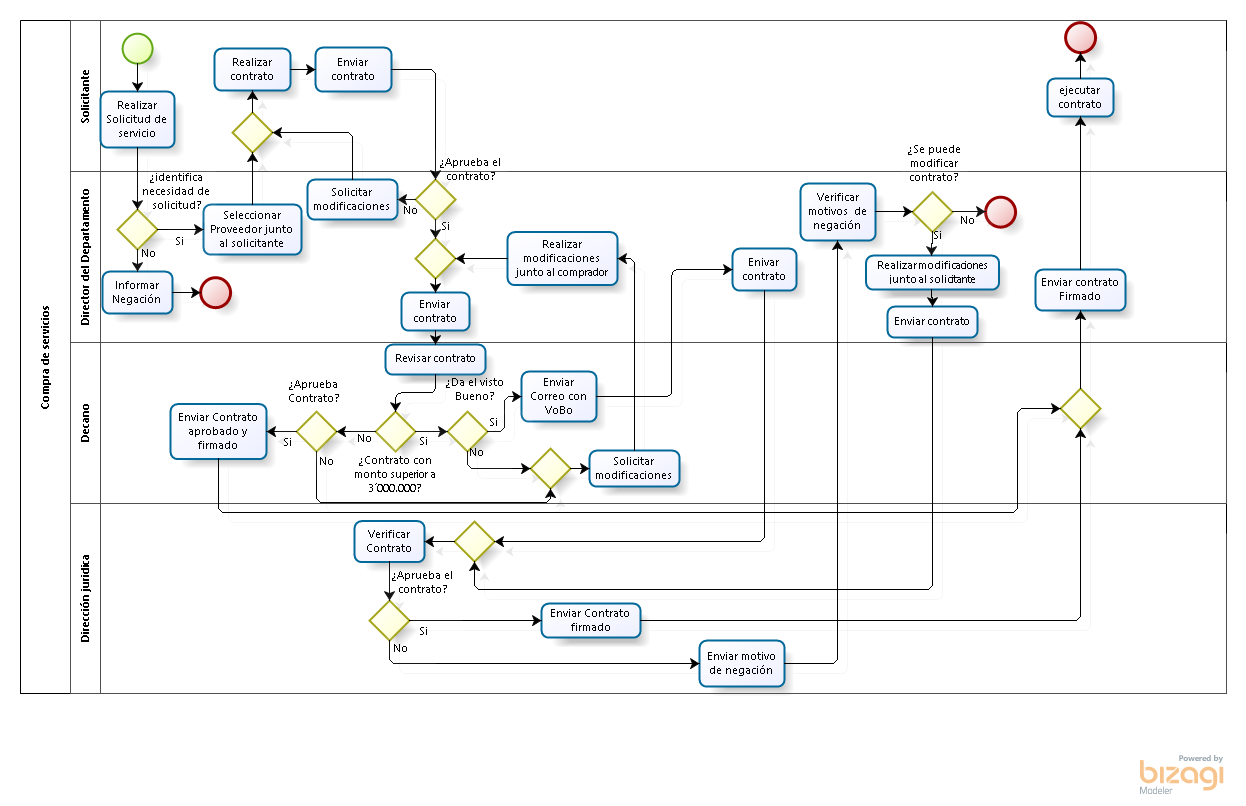 Compra de servicios
Solicitante
Realizar
Solicitud de
servicio
Realizar
contrato
Enviar
contrato
ejecutar
contrato
Director del Departamento
¿identifica
necesidad de
solicitud?
Si
No
Seleccionar
Proveedor junto
al solicitante
Informar
Negación
Solicitar
modificaciones
¿Aprueba el
contrato?
No
Si
Enviar
contrato
Realizar
modificaciones
junto al comprador
Enivar
contrato
Verificar
motivos de
negación
¿Se puede
modificar
contrato?
No
Si
Realizar modificaciones
junto al solicitante
Enviar contrato
Enviar contrato
Firmado
Decano
Revisar contrato
¿Aprueba
Contrato?
Enviar Contrato
aprobado y
firmado
Si
No
No
Si
¿Contrato con
monto superior a
3´000.000?
¿Da el visto
Bueno?
Si
No
Enviar
Correo con
VoBo
Solicitar
modificaciones
Dirección jurídica
Verificar
Contrato
¿Aprueba el
contrato?
Si
No
Enviar Contrato
firmado
Enviar motivo
de negación
Powered by
bizagi
Modeler